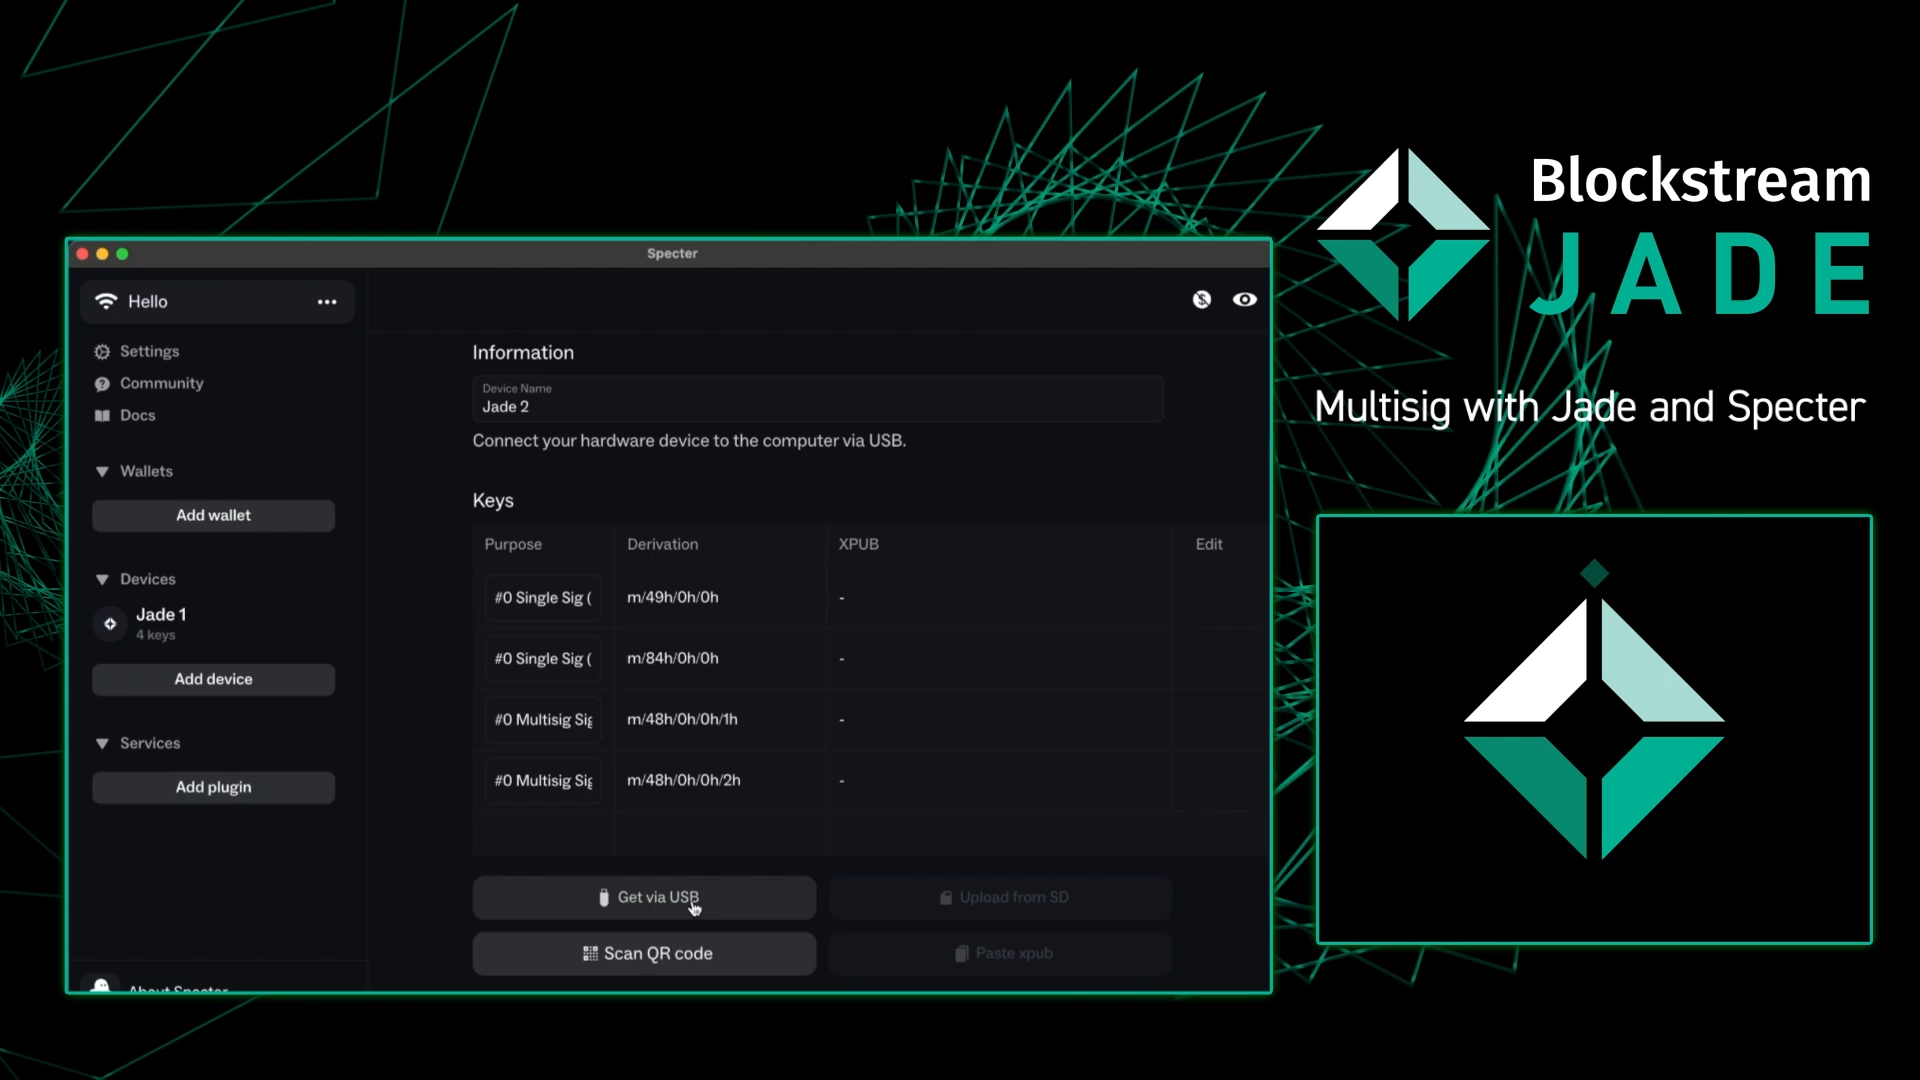 Specter
Hello
Settings
Community
Docs
Wallets
Add wallet
Devices
Jade 1
4 keys
Add device
Services
Add plugin
About Specter
Information
Device Name
Jade 2
Connect your hardware device to the computer via USB.
Keys
Purpose Derivation XPUB Edit
#0 Single Sig ( m/49h/0h/0h -
#0 Single Sig ( m/84h/0h/0h -
#0 Multisig Sig m/48h/0h/0h/1h -
#0 Multisig Sig m/48h/0h/0h/2h -
Get via USB Upload from SD
Scan QR code Paste xpub
Blockstream
JADE
Multisig with Jade and Specter